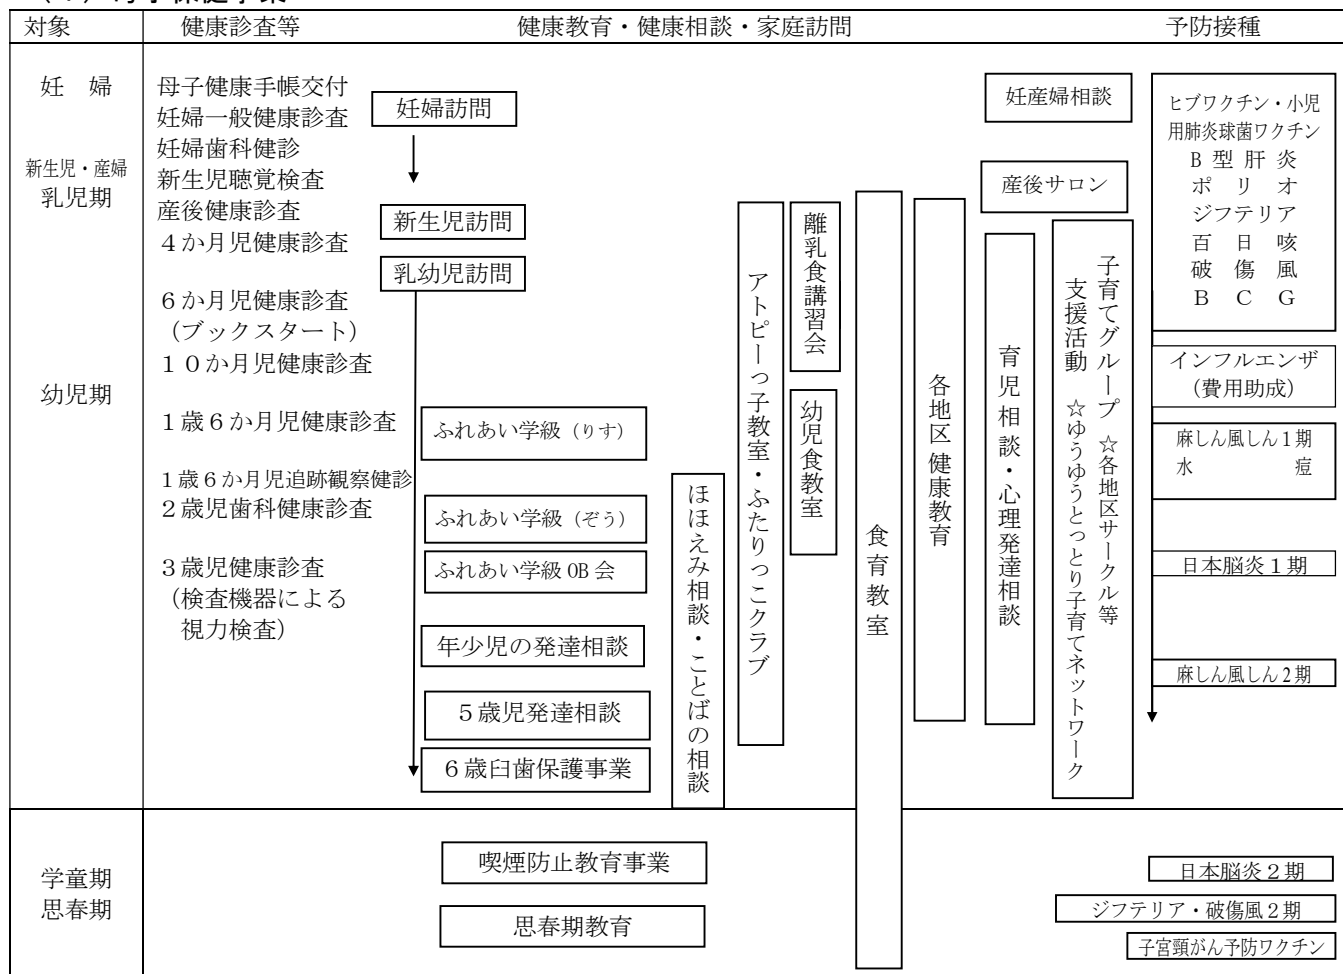 対象
健康診査等
健康教育・健康相談・家庭訪問
予防接種
妊 婦
新生児・産婦
乳児期
幼児期
学童期
思春期
母子健康手帳交付
妊婦一般健康診査
妊婦歯科健診
新生児聴覚検査
産後健康診査
4か月児健康診査
6か月児健康診査
(ブックスタート)
10か月児健康診査
1歳6か月児健康診査
1歳6か月児追跡観察健診
2歳児歯科健康診査
3歳児健康診査
(検査機器による
視力検査)
妊婦訪問
新生児訪問
乳幼児訪問
ふれあい学級(りす)
ふれあい学級(ぞう)
ふれあい学級OB会
年少児の発達相談
5歳児発達相談
6歳臼歯保護事業
喫煙防止教育事業
思春期教育
ほほえみ相談・ことばの相談
アトピーっ子教室・ふたりっこクラブ
離乳食講習会
幼児食教室
食育教室
各地区健康教育
妊産婦相談
産後サロン
育児相談・心理発達相談
子育てグループ ☆各地区サークル等
支援活動 ☆ゆうゆうとっとり子育てネットワーク
ヒブワクチン・小児
用肺炎球菌ワクチン
B型肝炎
ポリオ
ジフテリア
百日咳
破傷風
BCG
インフルエンザ
(費用助成)
麻しん風しん1期
水痘
日本脳炎1期
麻しん風しん2期
日本脳炎2期
ジフテリア・破傷風2期
子宮頸がん予防ワクチン